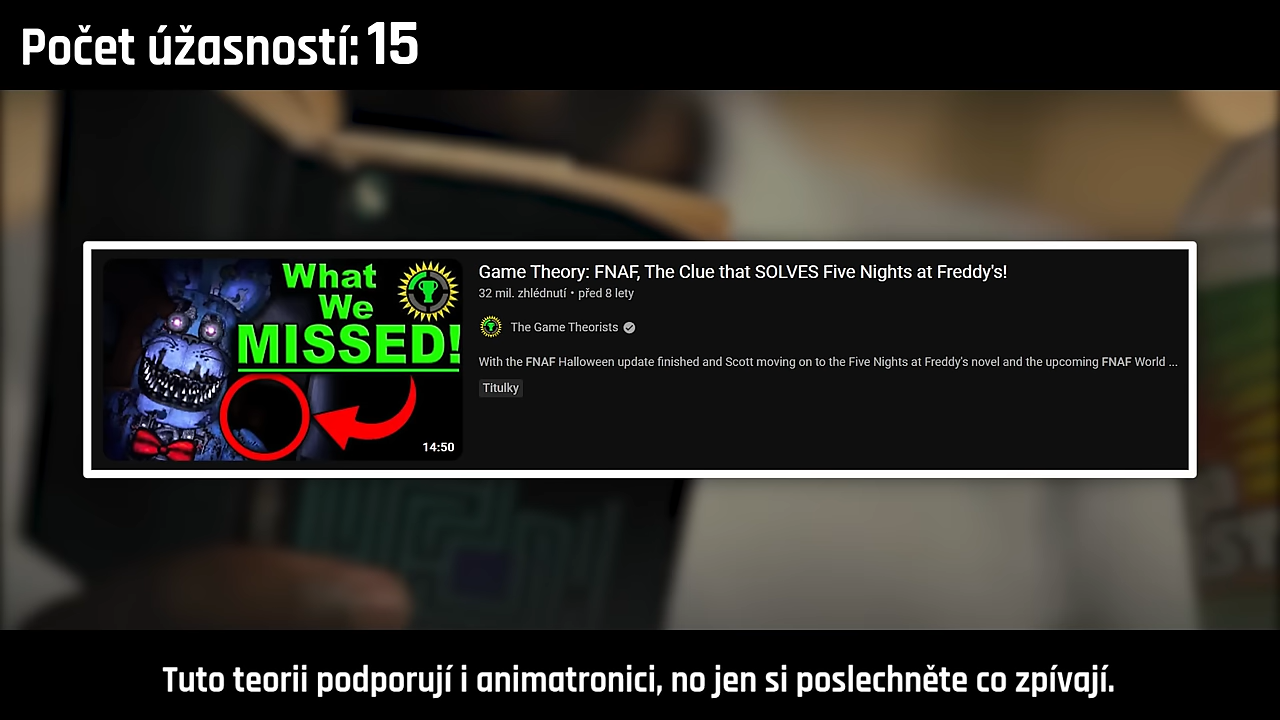 Počet úžasností: 15
What
We
MISSED!
14:50
Game Theory: FNAF, The Clue that SOLVES Five Nights at Freddy's!
32 mil. zhlédnutí • před 8 lety
The Game Theorists
With the FNAF Halloween update finished and Scott moving on to the Five Nights at Freddy's novel and the upcoming FNAF World ...
Titulky
Tuto teorii podporují i animatronici, no jen si poslechněte co zpívají.